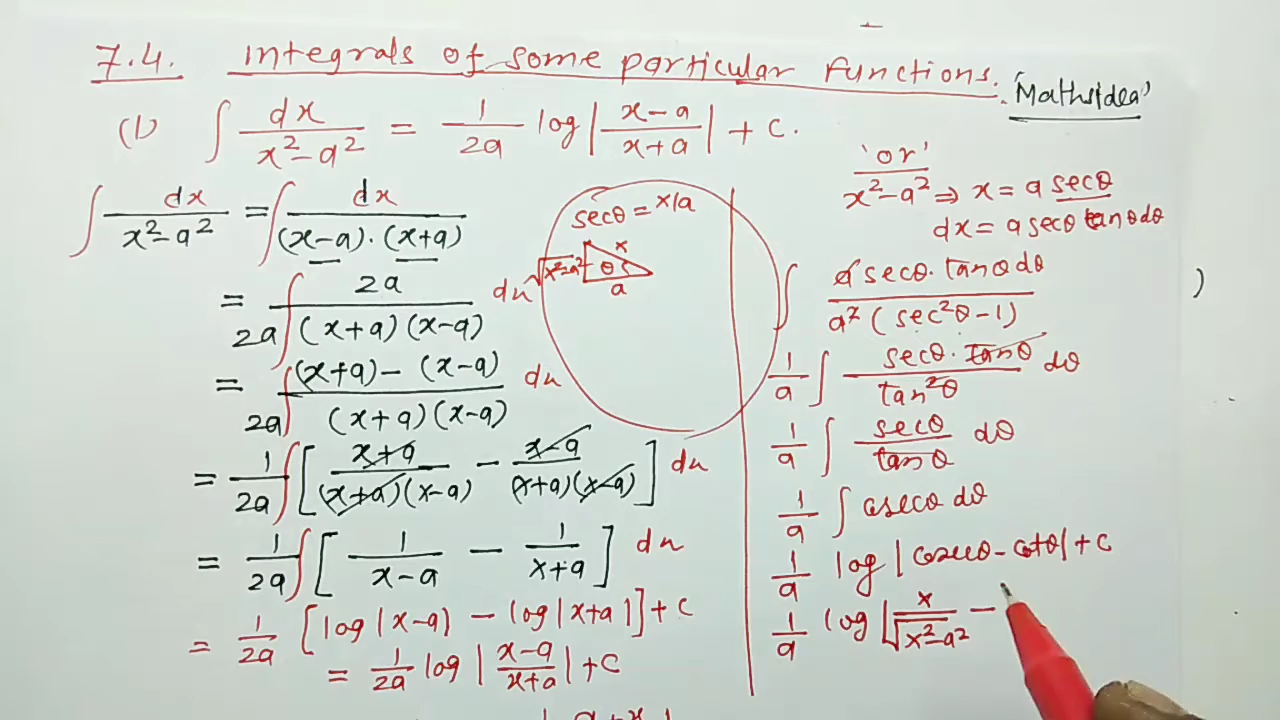 7.4. Integrals of some particular functions. 'MathsIdea'
(1) ∫ dx / x²-a² = 1/2a log|x-a / x+a| + c.
∫ dx / x²-a² = ∫ dx / (x-a).(x+a)
= 2a∫ 2a / (x+a)(x-a) dx
= 2a∫ (x+a)-(x-a) / (x+a)(x-a) dx
= 1/2a ∫[x+a / (x+a)(x-a) - x-a / (x+a)(x-a)] dx
= 1/2a ∫[1/x-a - 1/x+a] dx
= 1/2a [log|x-a) - log|x+a|] + c
= 1/2a log|x-a / x+a| + c
secθ = x/a
√x²-a² θ x
a
'or'
x²-a² ⇒ x = a secθ
dx = a secθ tanθ dθ
∫ a secθ. tanθ dθ / a²(sec²θ-1)
1/a ∫ secθ. tanθ / tan²θ dθ
1/a ∫ secθ / tanθ dθ
1/a ∫ cosecθ dθ
1/a log|cosecθ - cotθ| + c
1/a log|x / √x²-a² -
)